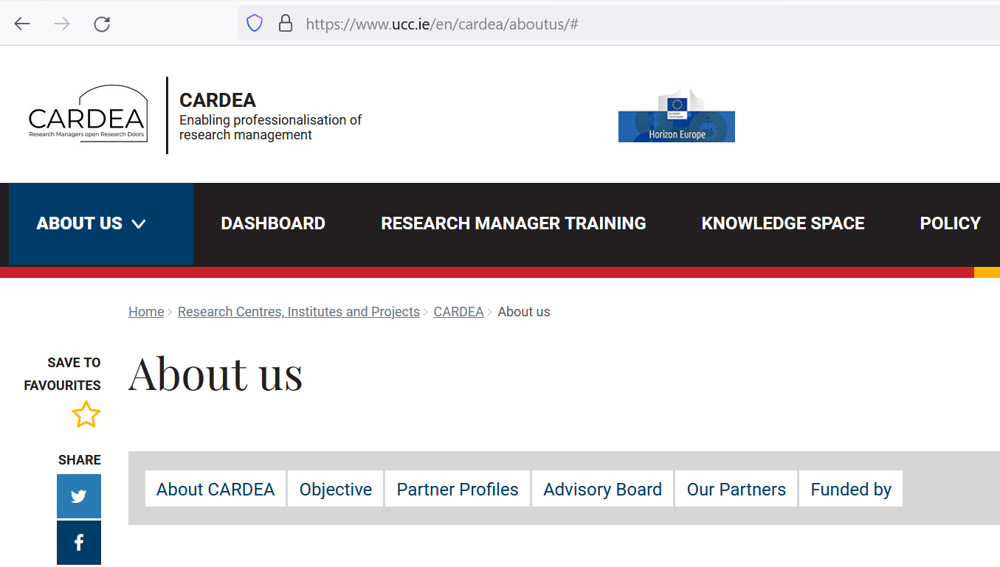 https://www.ucc.ie/en/cardea/aboutus/#
CARDEA
Research Managers open Research Doors
CARDEA
Enabling professionalisation of
research management
European
Commission
Horizon Europe
ABOUT US
DASHBOARD
RESEARCH MANAGER TRAINING
KNOWLEDGE SPACE
POLICY
Home > Research Centres, Institutes and Projects > CARDEA > About us
SAVE TO
FAVOURITES
About us
SHARE
About CARDEA
Objective
Partner Profiles
Advisory Board
Our Partners
Funded by